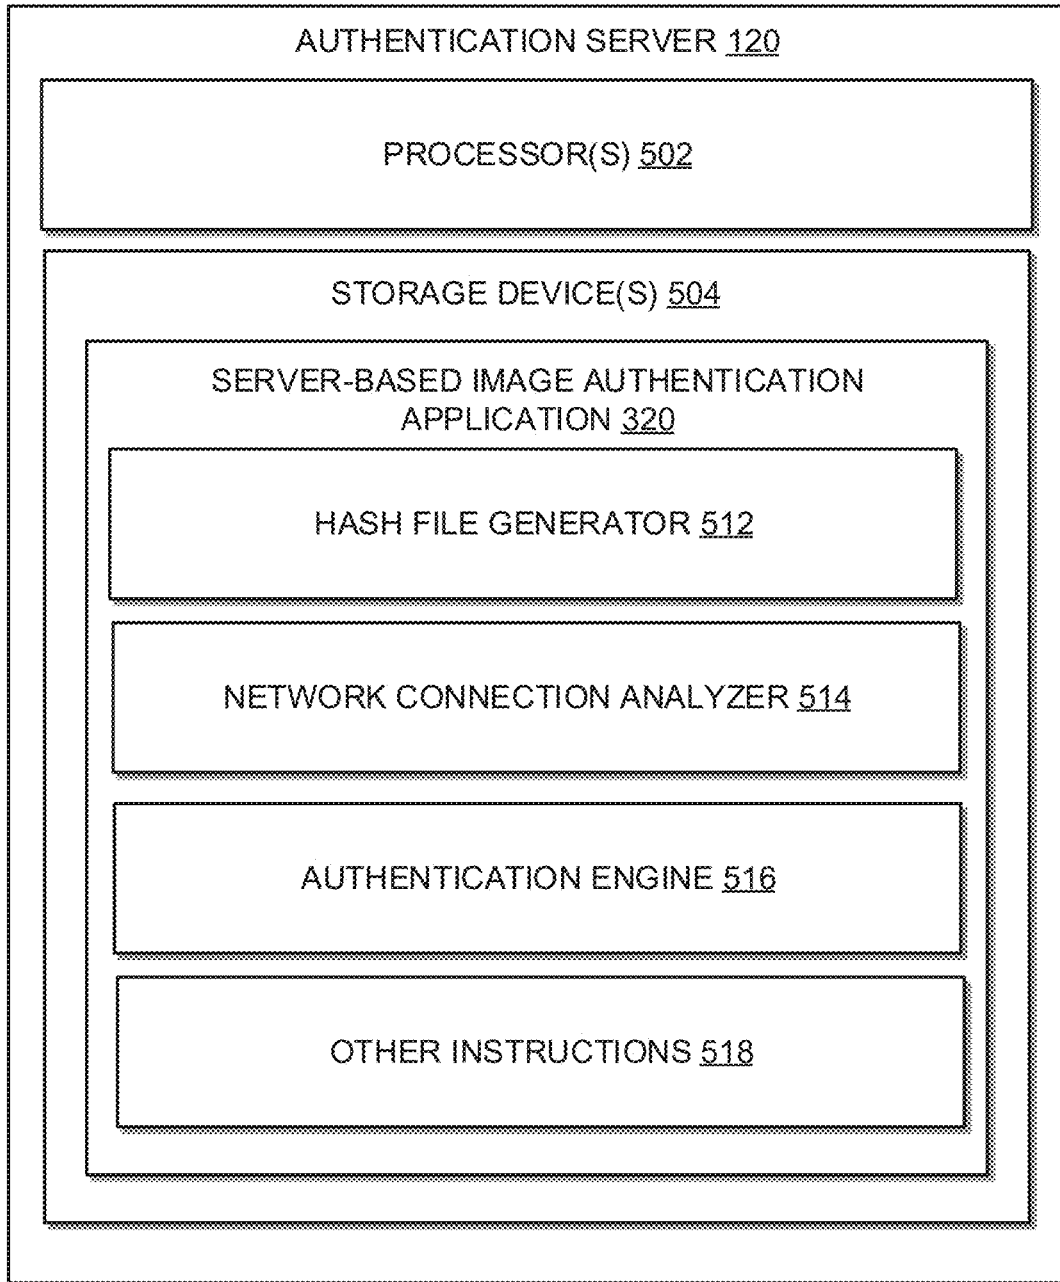 AUTHENTICATION SERVER 120
PROCESSOR(S) 502
STORAGE DEVICE(S) 504
SERVER-BASED IMAGE AUTHENTICATION
APPLICATION 320
HASH FILE GENERATOR 512
NETWORK CONNECTION ANALYZER 514
AUTHENTICATION ENGINE 516
OTHER INSTRUCTIONS 518